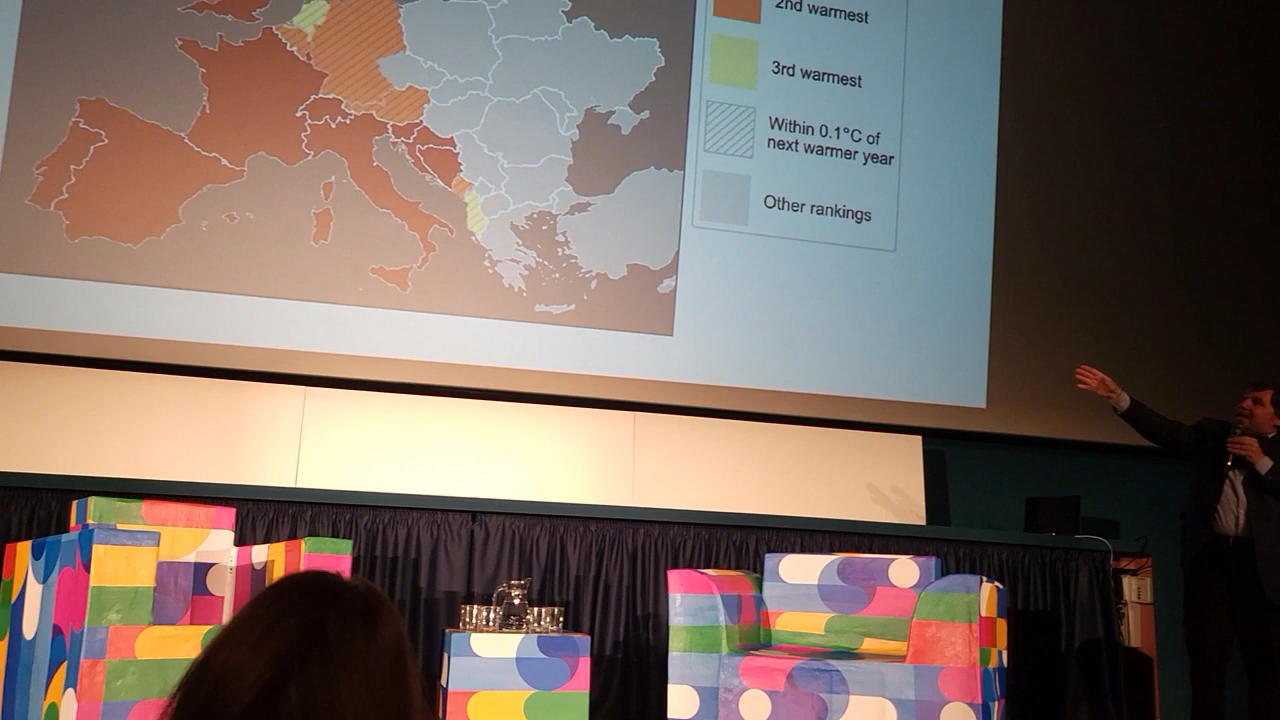 2nd warmest
3rd warmest
Within 0.1°C of
next warmer year
Other rankings